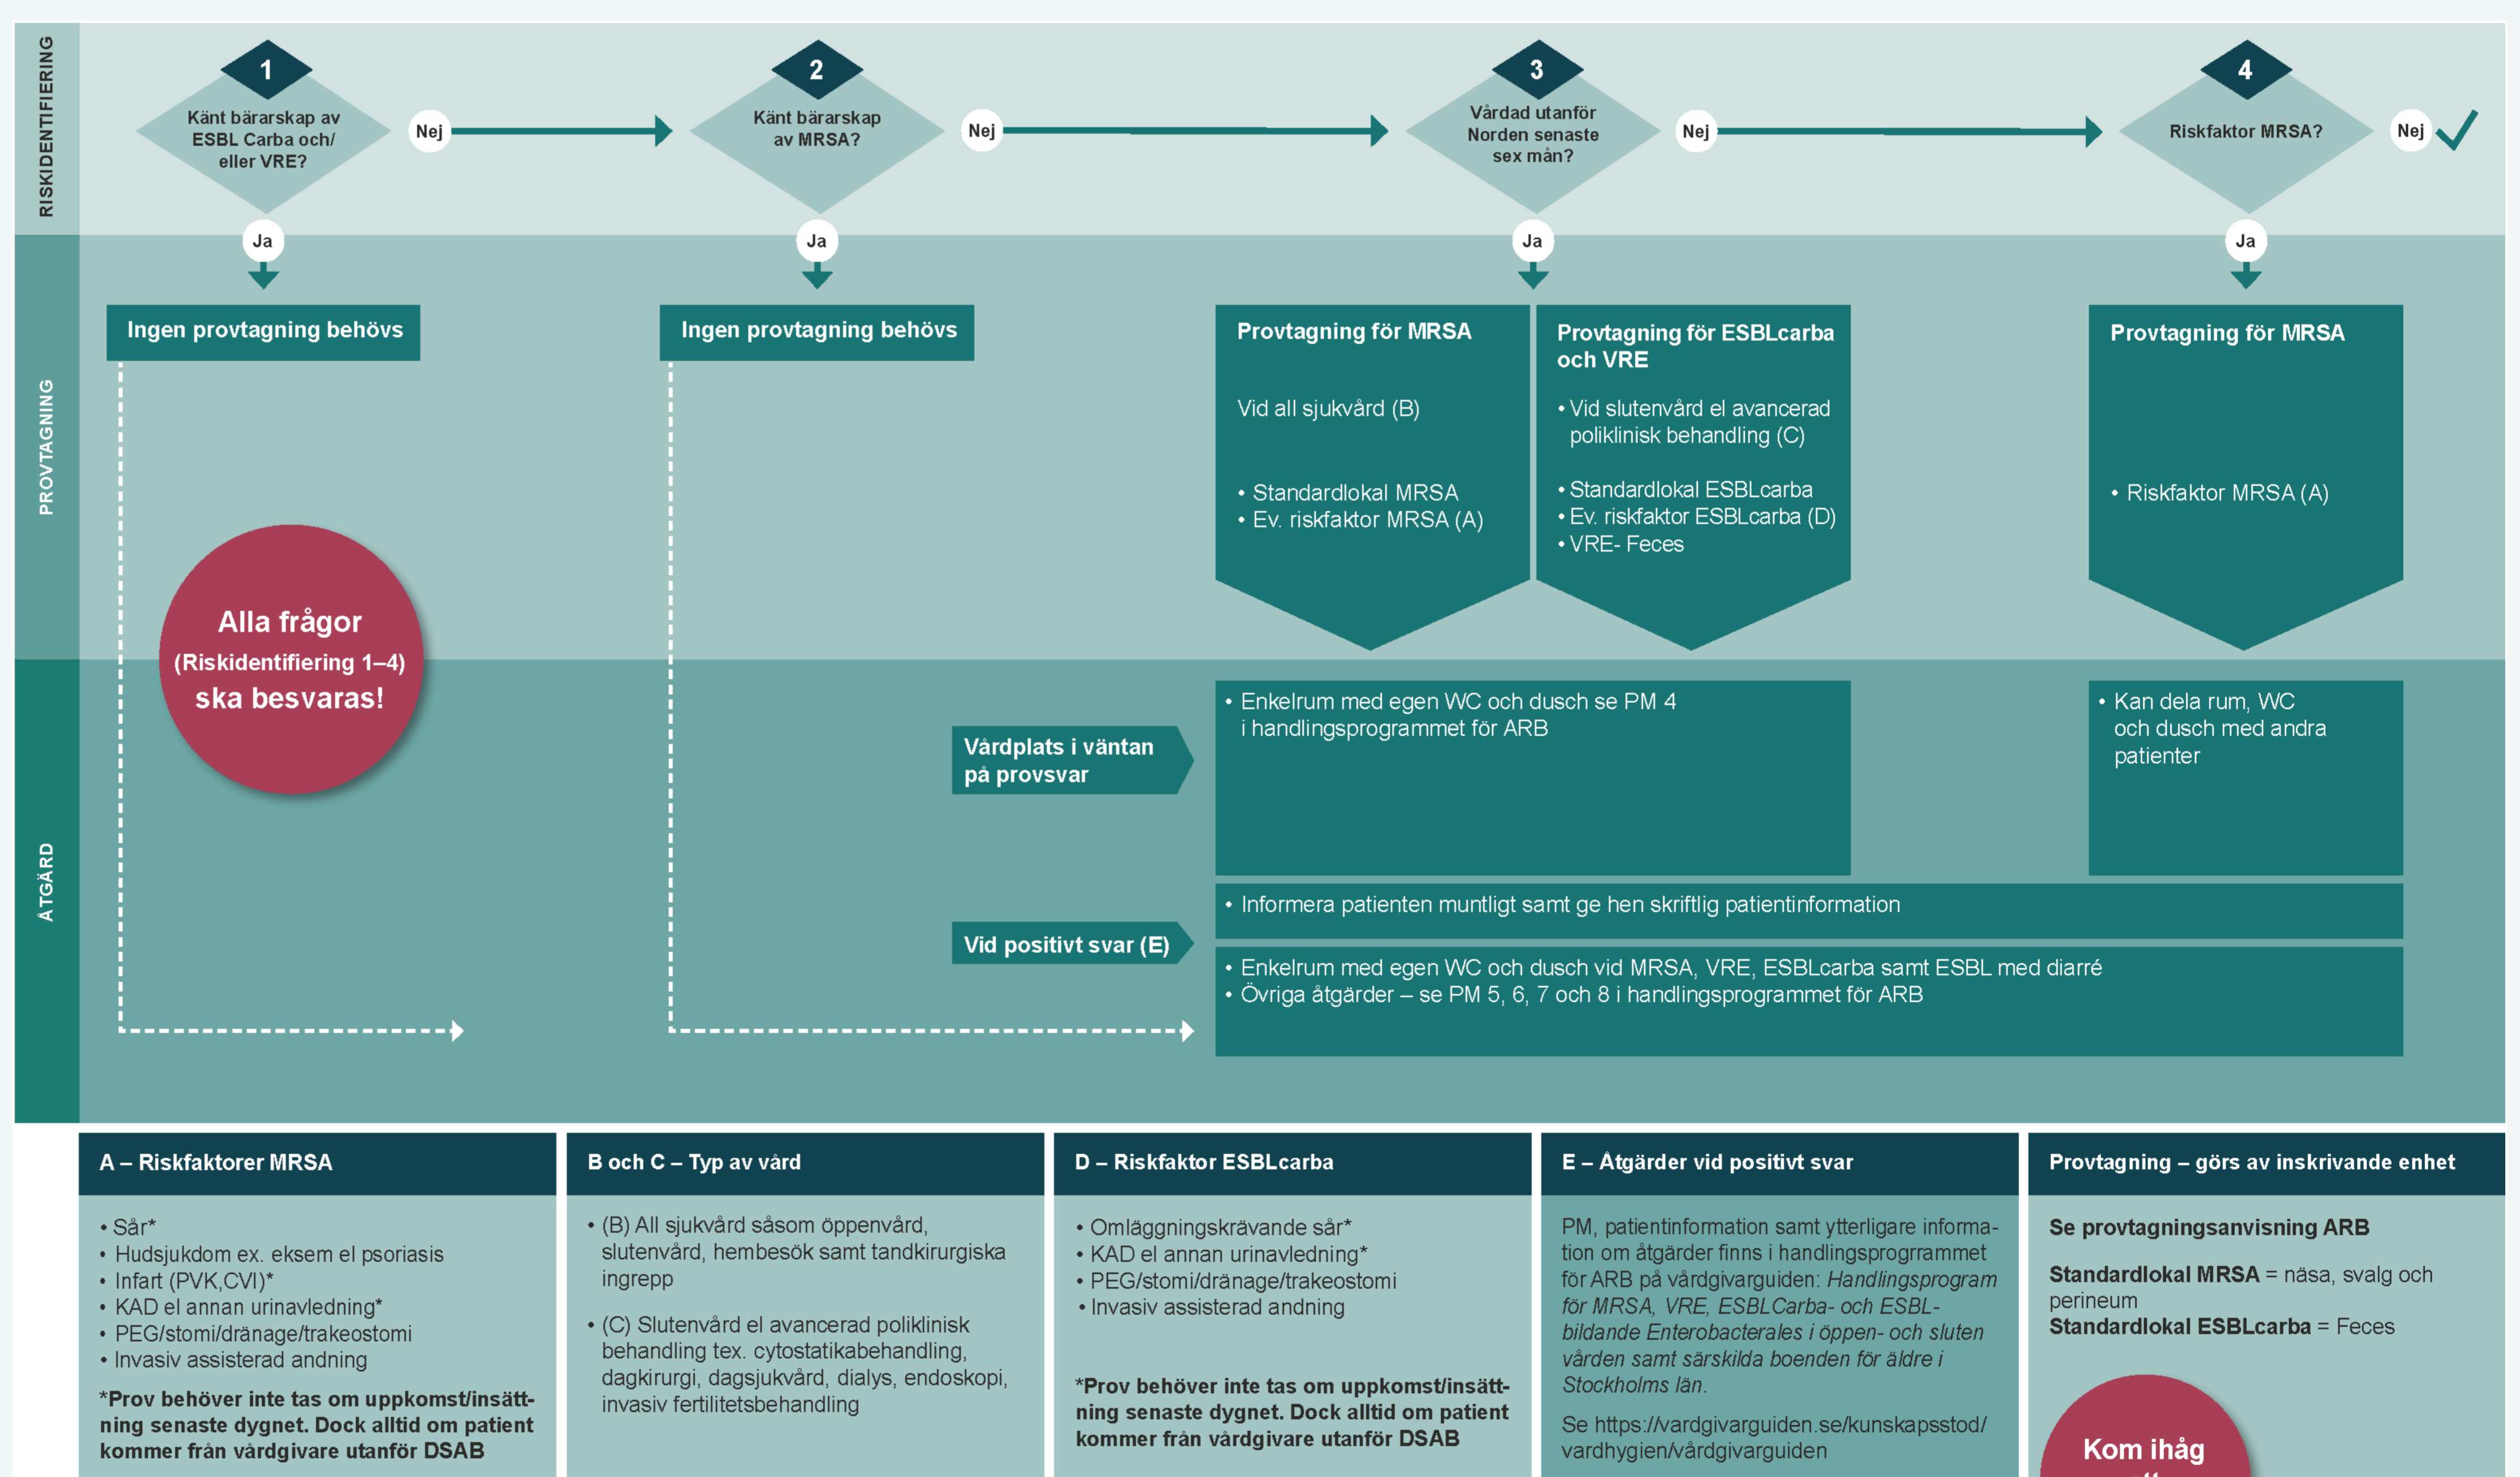 RISKIDENTIFIERING
1
Känt bärarskap av
ESBL Carba och/
eller VRE?
Nej
2
Känt bärarskap
av MRSA?
Nej
3
Vårdad utanför
Norden senaste
sex mån?
Nej
4
Riskfaktor MRSA?
Nej
Ja
Ja
Ja
Ja
PROVTAGNING
Ingen provtagning behövs
Ingen provtagning behövs
Provtagning för MRSA
Vid all sjukvård (B)
• Standardlokal MRSA
• Ev. riskfaktor MRSA (A)
Provtagning för ESBLcarba
och VRE
• Vid slutenvård el avancerad
poliklinisk behandling (C)
• Standardlokal ESBLcarba
• Ev. riskfaktor ESBLcarba (D)
• VRE- Feces
Provtagning för MRSA
• Riskfaktor MRSA (A)
Alla frågor
(Riskidentifiering 1–4)
ska besvaras!
ÅTGÄRD
Vårdplats i väntan
på provsvar
• Enkelrum med egen WC och dusch se PM 4
i handlingsprogrammet för ARB
• Kan dela rum, WC
och dusch med andra
patienter
Vid positivt svar (E)
• Informera patienten muntligt samt ge hen skriftlig patientinformation
• Enkelrum med egen WC och dusch vid MRSA, VRE, ESBLcarba samt ESBL med diarré
• Övriga åtgärder – se PM 5, 6, 7 och 8 i handlingsprogrammet för ARB
A – Riskfaktorer MRSA
• Sår*
• Hudsjukdom ex. eksem el psoriasis
• Infart (PVK,CVI)*
• KAD el annan urinavledning*
• PEG/stomi/dränage/trakeostomi
• Invasiv assisterad andning
*Prov behöver inte tas om uppkomst/insätt-
ning senaste dygnet. Dock alltid om patient
kommer från vårdgivare utanför DSAB
B och C – Typ av vård
• (B) All sjukvård såsom öppenvård,
slutenvård, hembesök samt tandkirurgiska
ingrepp
• (C) Slutenvård el avancerad poliklinisk
behandling tex. cytostatikabehandling,
dagkirurgi, dagsjukvård, dialys, endoskopi,
invasiv fertilitetsbehandling
D – Riskfaktor ESBLcarba
• Omläggningskrävande sår*
• KAD el annan urinavledning*
• PEG/stomi/dränage/trakeostomi
• Invasiv assisterad andning
*Prov behöver inte tas om uppkomst/insätt-
ning senaste dygnet. Dock alltid om patient
kommer från vårdgivare utanför DSAB
E – Åtgärder vid positivt svar
PM, patientinformation samt ytterligare informa-
tion om åtgärder finns i handlingsprogrrammet
för ARB på vårdgivarguiden: Handlingsprogram
för MRSA, VRE, ESBLCarba- och ESBL-
bildande Enterobacterales i öppen- och sluten
vården samt särskilda boenden för äldre i
Stockholms län.
Se https://vardgivarguiden.se/kunskapsstod/
vardhygien/vårdgivarguiden
Provtagning – görs av inskrivande enhet
Se provtagningsanvisning ARB
Standardlokal MRSA = näsa, svalg och
perineum
Standardlokal ESBLcarba = Feces
Kom ihåg